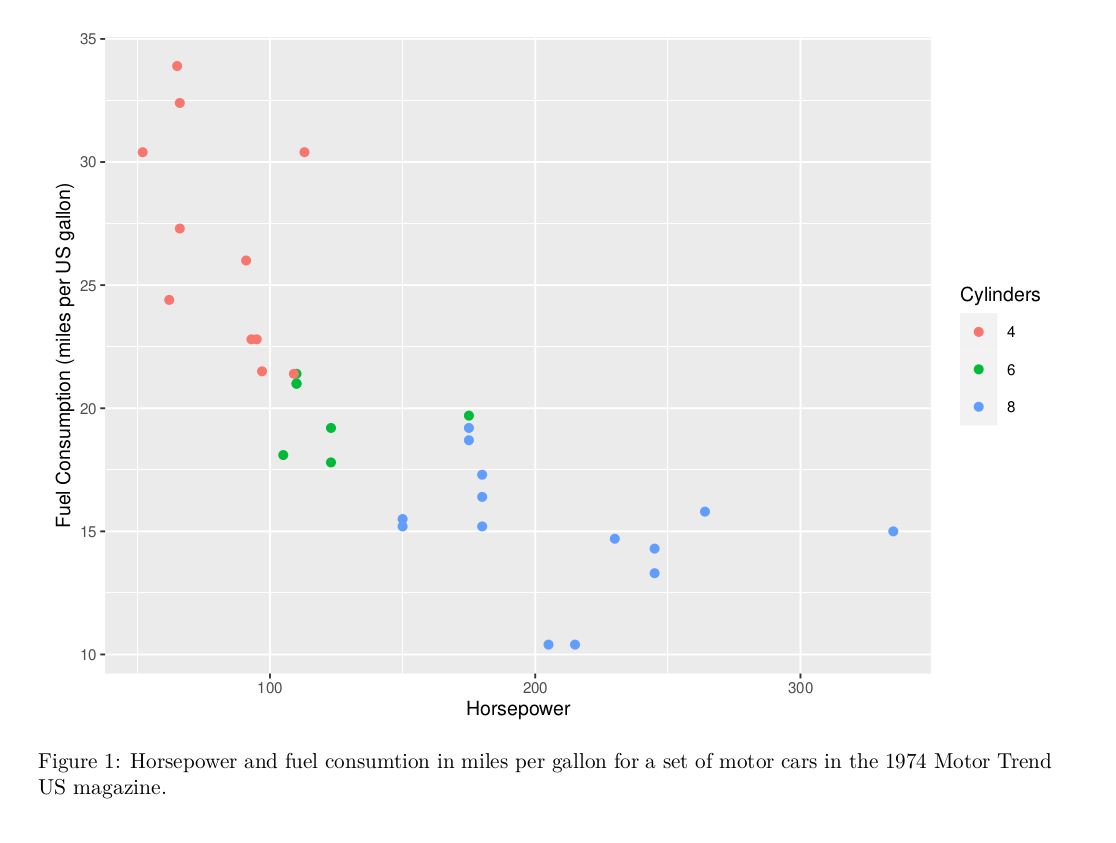 35
30
25
20
15
10
Fuel Consumption (miles per US gallon)
100 200 300
Horsepower
Cylinders
4
6
8
Figure 1: Horsepower and fuel consumtion in miles per gallon for a set of motor cars in the 1974 Motor Trend
US magazine.